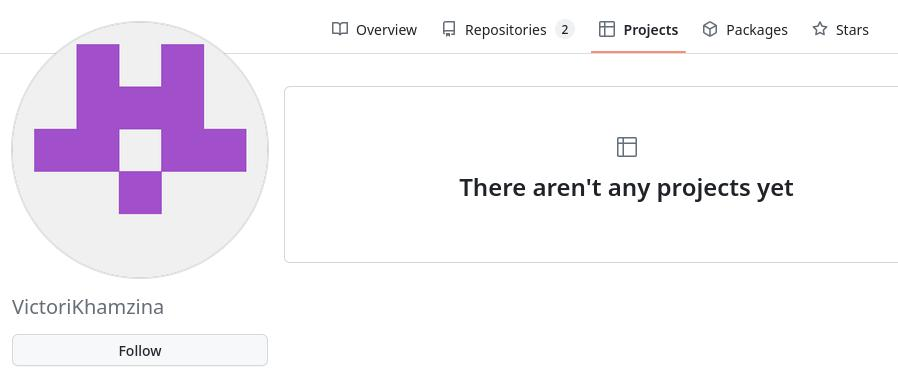 Overview Repositories 2 Projects Packages Stars
There aren't any projects yet
VictoriKhamzina
Follow